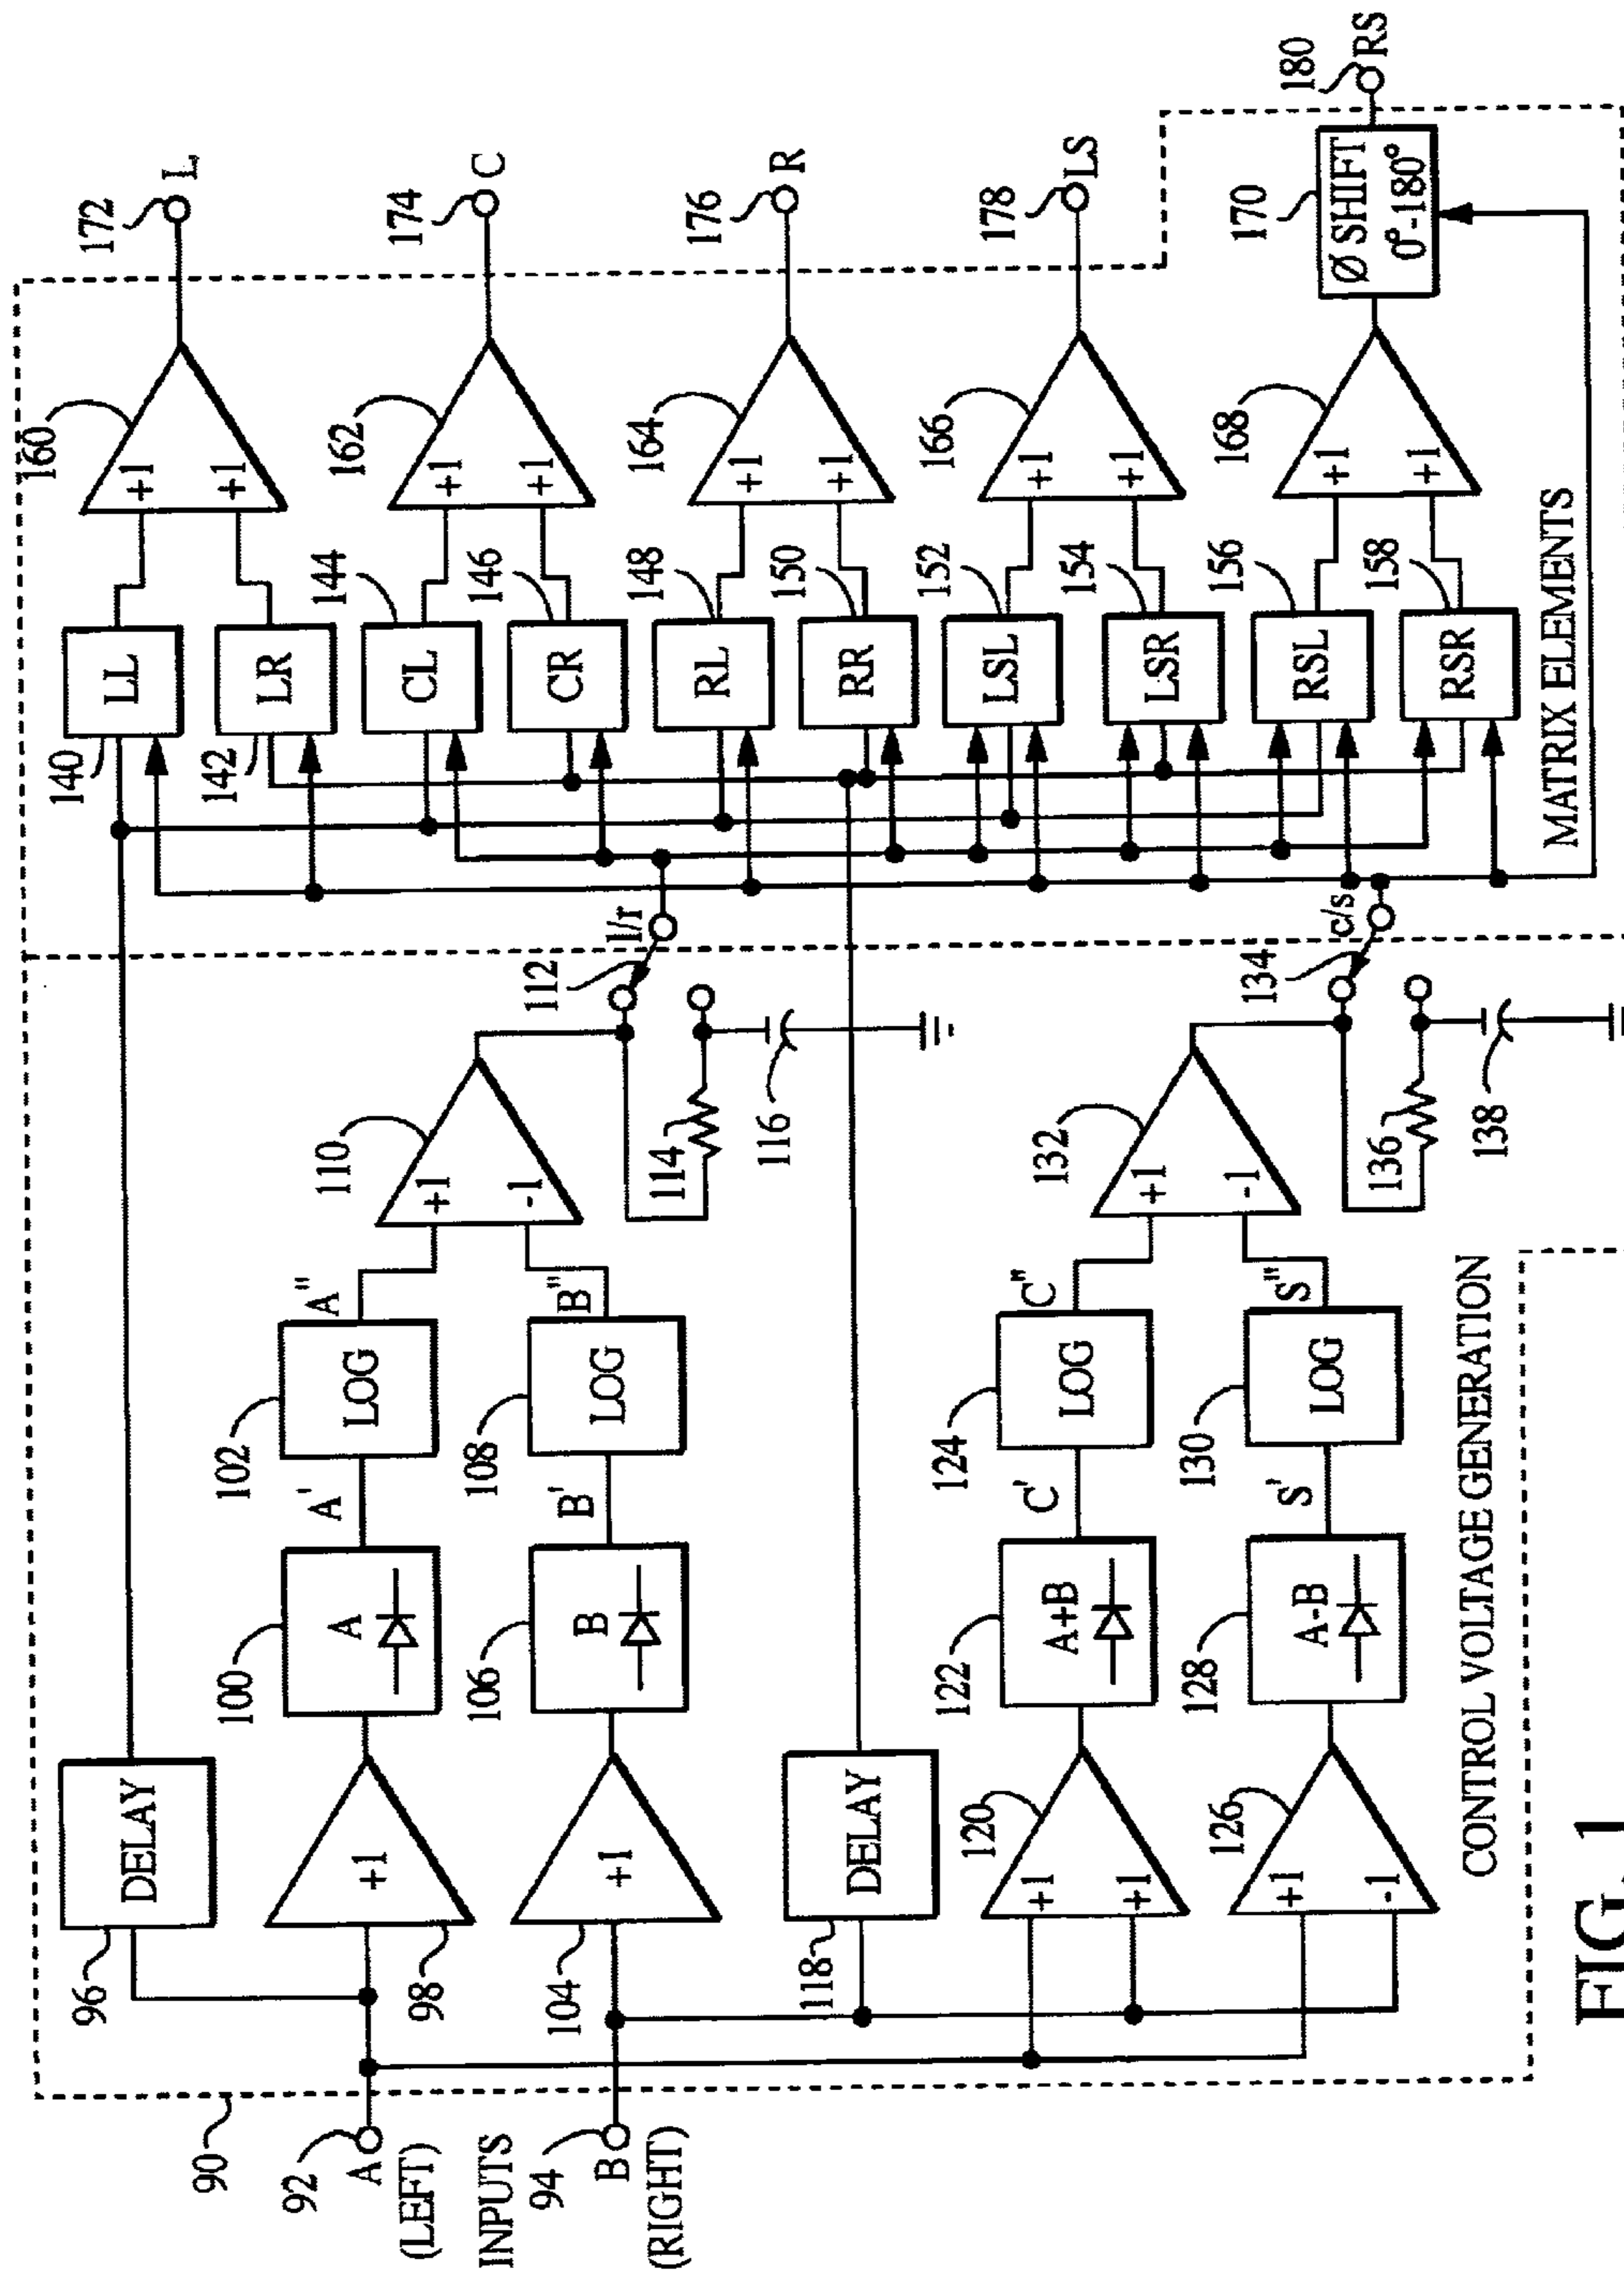 90
92
A
(LEFT)
INPUTS
94
B
(RIGHT)
96
DELAY
98
+1
100
A
A'
102
LOG
A"
104
+1
106
B
B'
108
LOG
B"
110
+1
-1
112
l/r
114
116
118
DELAY
120
+1
+1
122
A+B
C'
124
LOG
C"
126
+1
-1
128
A-B
S'
130
LOG
S"
132
+1
-1
134
c/s
136
138
CONTROL VOLTAGE GENERATION
140
LL
142
LR
144
CL
146
CR
148
RL
150
RR
152
LSL
154
LSR
156
RSL
158
RSR
MATRIX ELEMENTS
160
+1
+1
162
+1
+1
164
+1
+1
166
+1
+1
168
+1
+1
170
Ø SHIFT
0°-180°
172
L
174
C
176
R
178
LS
180
RS
FIG. 1